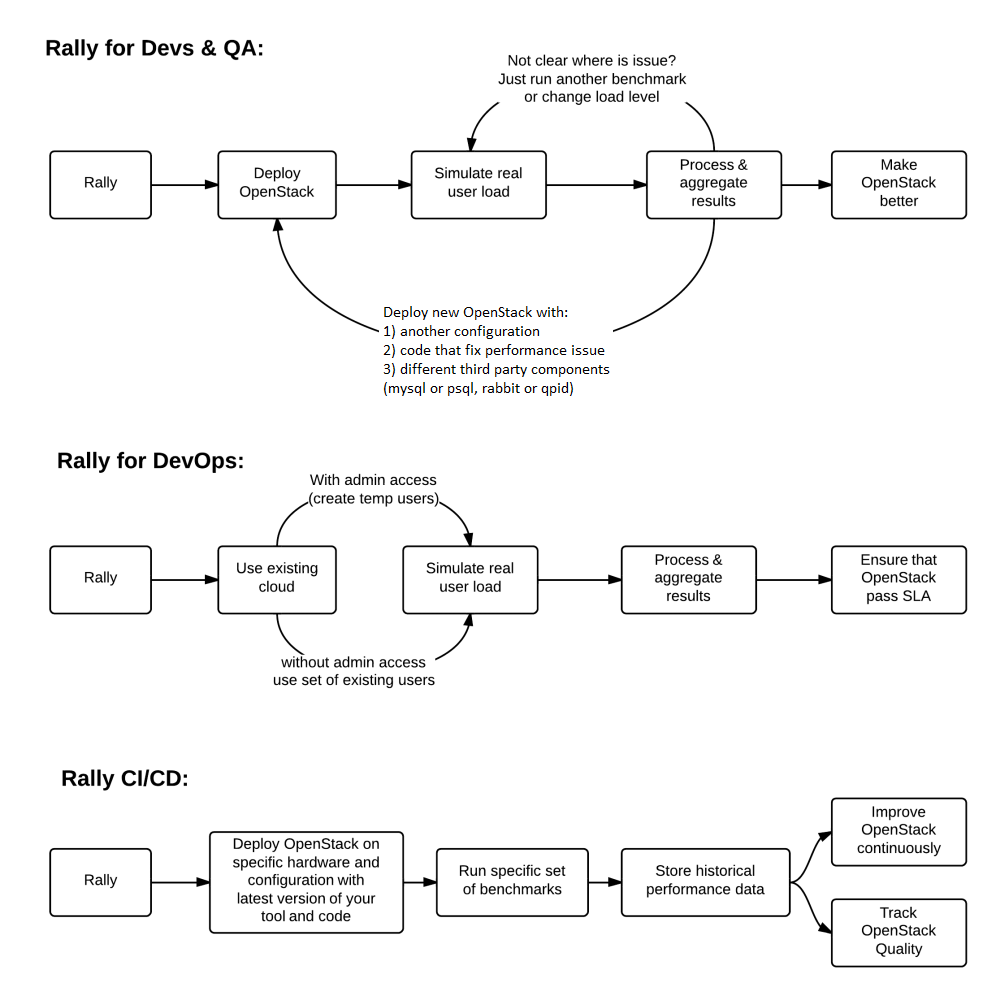 Rally for Devs & QA:
Not clear where is issue?
Just run another benchmark
or change load level
Rally
Deploy
OpenStack
Simulate real
user load
Process &
aggregate
results
Make
OpenStack
better
Deploy new OpenStack with:
1) another configuration
2) code that fix performance issue
3) different third party components
(mysql or psql, rabbit or qpid)
Rally for DevOps:
With admin access
(create temp users)
Rally
Use existing
cloud
Simulate real
user load
Process &
aggregate
results
Ensure that
OpenStack
pass SLA
without admin access
use set of existing users
Rally CI/CD:
Rally
Deploy OpenStack on
specific hardware and
configuration with
latest version of your
tool and code
Run specific set
of benchmarks
Store historical
performance data
Improve
OpenStack
continuously
Track
OpenStack
Quality